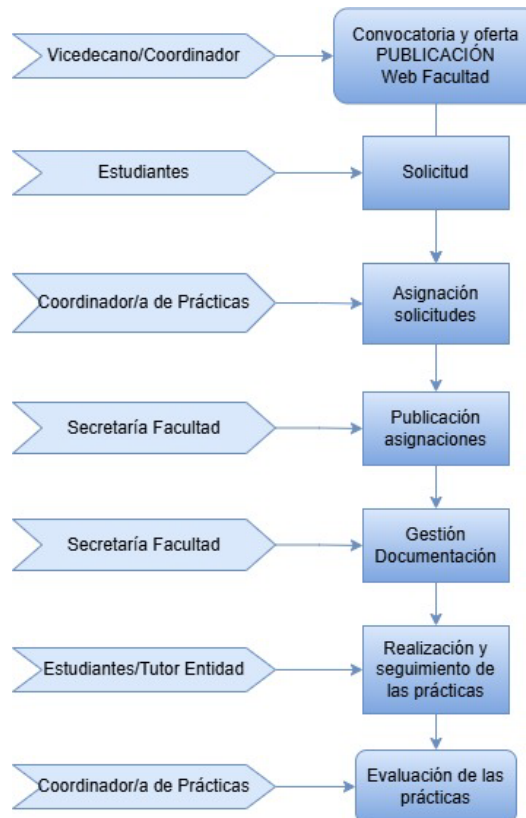 Vicedecano/Coordinador
Convocatoria y oferta
PUBLICACIÓN
Web Facultad
Estudiantes
Solicitud
Coordinador/a de Prácticas
Asignación
solicitudes
Secretaría Facultad
Publicación
asignaciones
Secretaría Facultad
Gestión
Documentación
Estudiantes/Tutor Entidad
Realización y
seguimiento de
las prácticas
Coordinador/a de Prácticas
Evaluación de las
prácticas